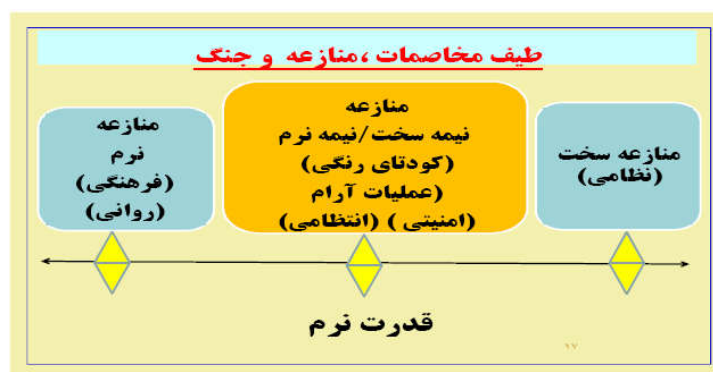 طیف مخاصمات ،منازعه و جنگ
منازعه سخت
(نظامی)
منازعه
نیمه سخت/نیمه نرم
(کودتای رنگی)
(عملیات آرام
(امنیتی ) (انتظامی)
منازعه
نرم
(فرهنگی)
(روانی)
قدرت نرم
۱۷